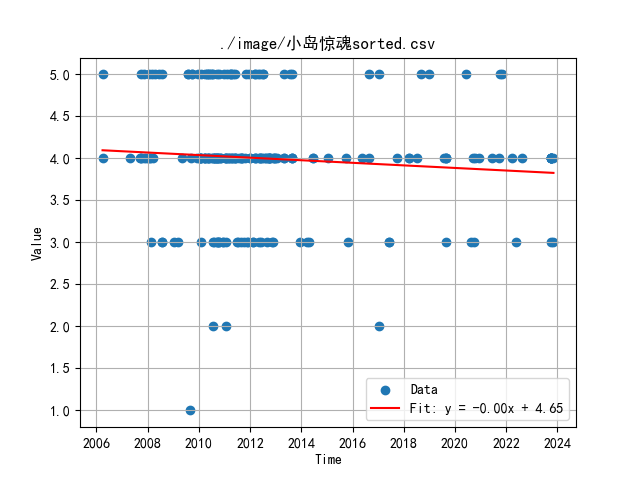 ./image/小岛惊魂sorted.csv
Value
5.0
4.5
4.0
3.5
3.0
2.5
2.0
1.5
1.0
Data
Fit: y = -0.00x + 4.65
2006 2008 2010 2012 2014 2016 2018 2020 2022 2024
Time